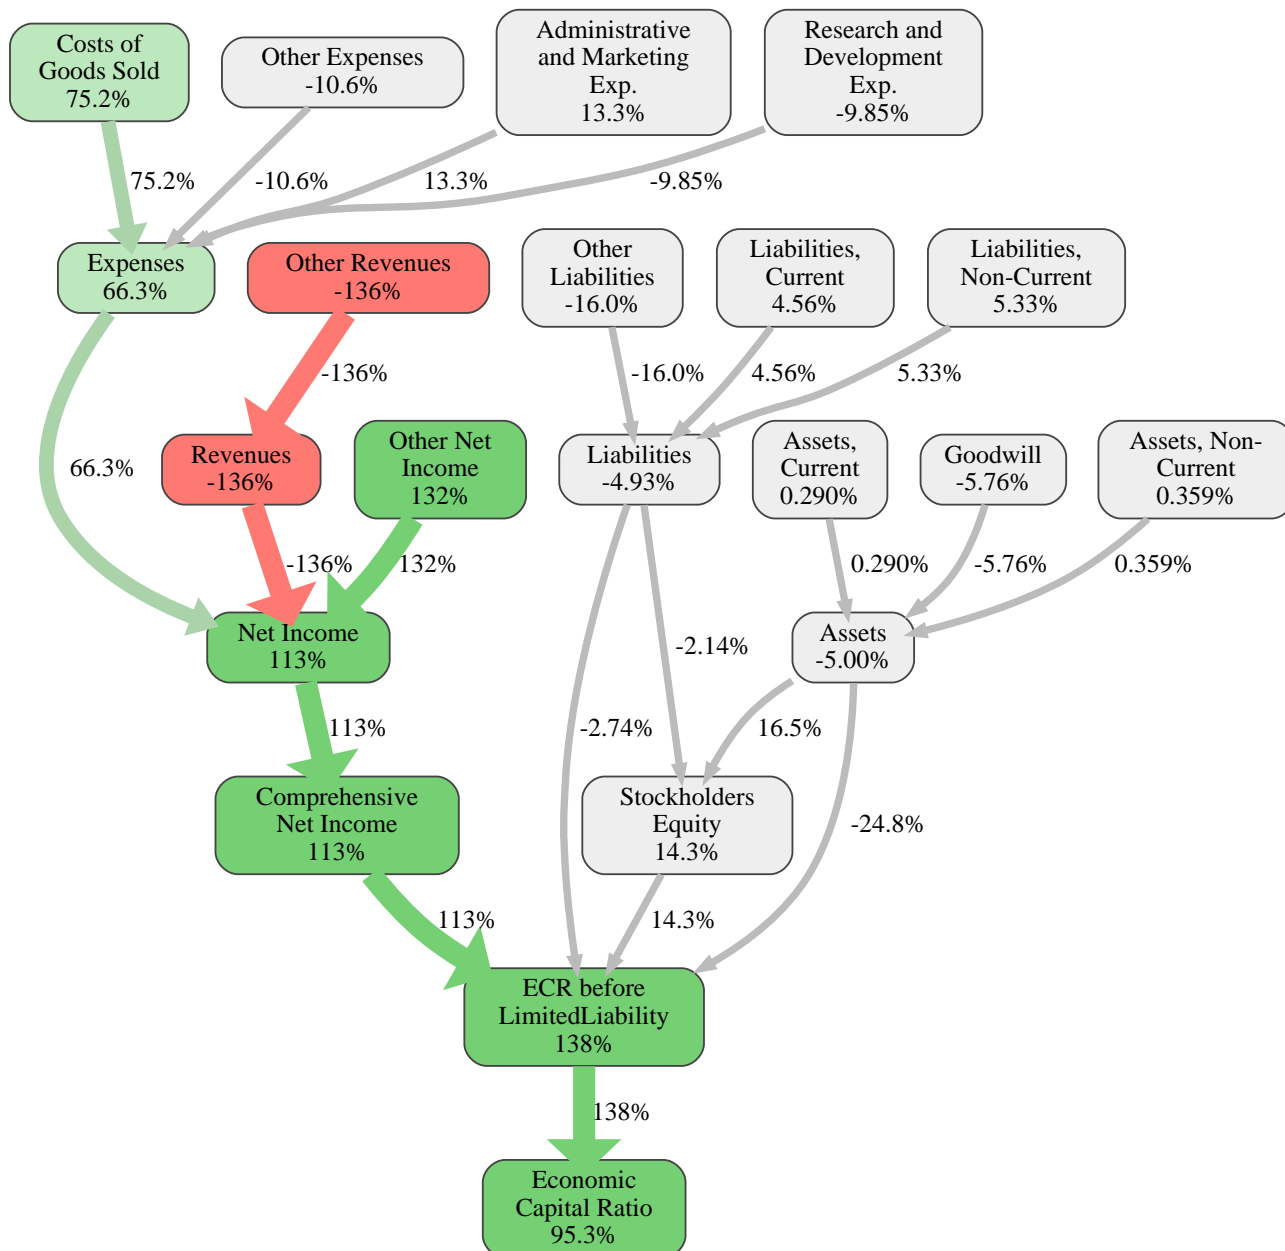 Costs of
Goods Sold
75.2%
Other Expenses
-10.6%
Administrative
and Marketing
Exp.
13.3%
Research and
Development
Exp.
-9.85%
75.2%
-10.6%
13.3%
-9.85%
Expenses
66.3%
Other Revenues
-136%
Other
Liabilities
-16.0%
Liabilities,
Current
4.56%
Liabilities,
Non-Current
5.33%
-136%
-16.0%
4.56%
5.33%
66.3%
Revenues
-136%
Other Net
Income
132%
Liabilities
-4.93%
Assets,
Current
0.290%
Goodwill
-5.76%
Assets, Non-
Current
0.359%
-136%
132%
0.290%
-5.76%
0.359%
Net Income
113%
-2.14%
Assets
-5.00%
113%
-2.74%
16.5%
Comprehensive
Net Income
113%
Stockholders
Equity
14.3%
-24.8%
113%
14.3%
ECR before
LimitedLiability
138%
138%
Economic
Capital Ratio
95.3%